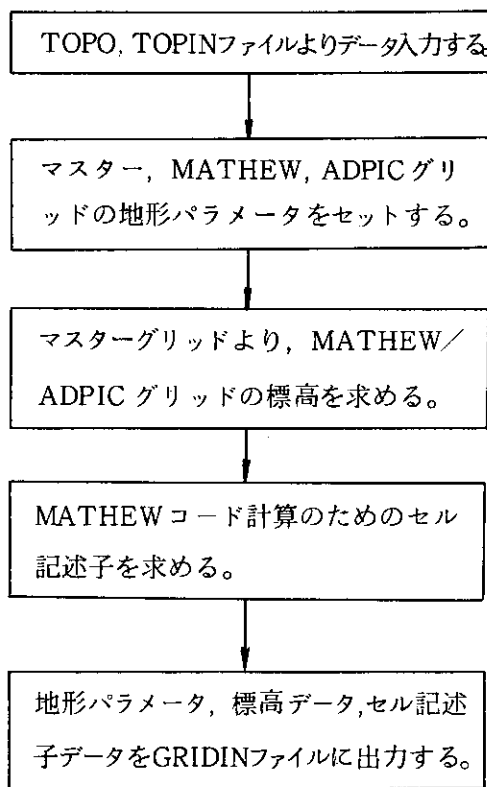 TOPO, TOPINファイルよりデータ入力する。
マスター, MATHEW, ADPICグリ
ッドの地形パラメータをセットする。
マスターグリッドより, MATHEW／
ADPIC グリッドの標高を求める。
MATHEWコード計算のためのセル
記述子を求める。
地形パラメータ, 標高データ,セル記述
子データをGRIDINファイルに出力する。